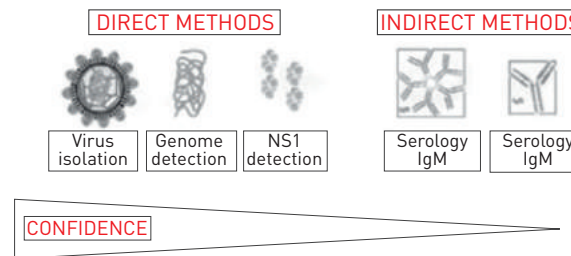 DIRECT METHODS
INDIRECT METHODS
Virus
isolation
Genome
detection
NS1
detection
Serology
IgM
Serology
IgM
CONFIDENCE